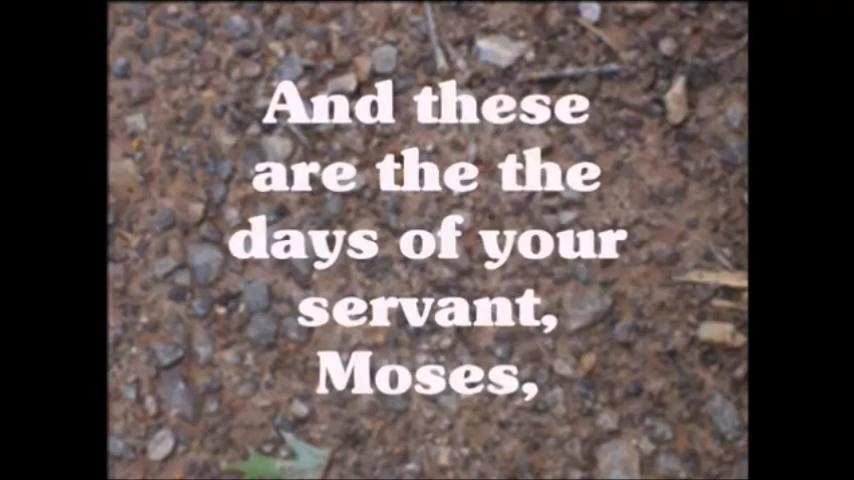 And these
are the the
days of your
servant,
Moses,